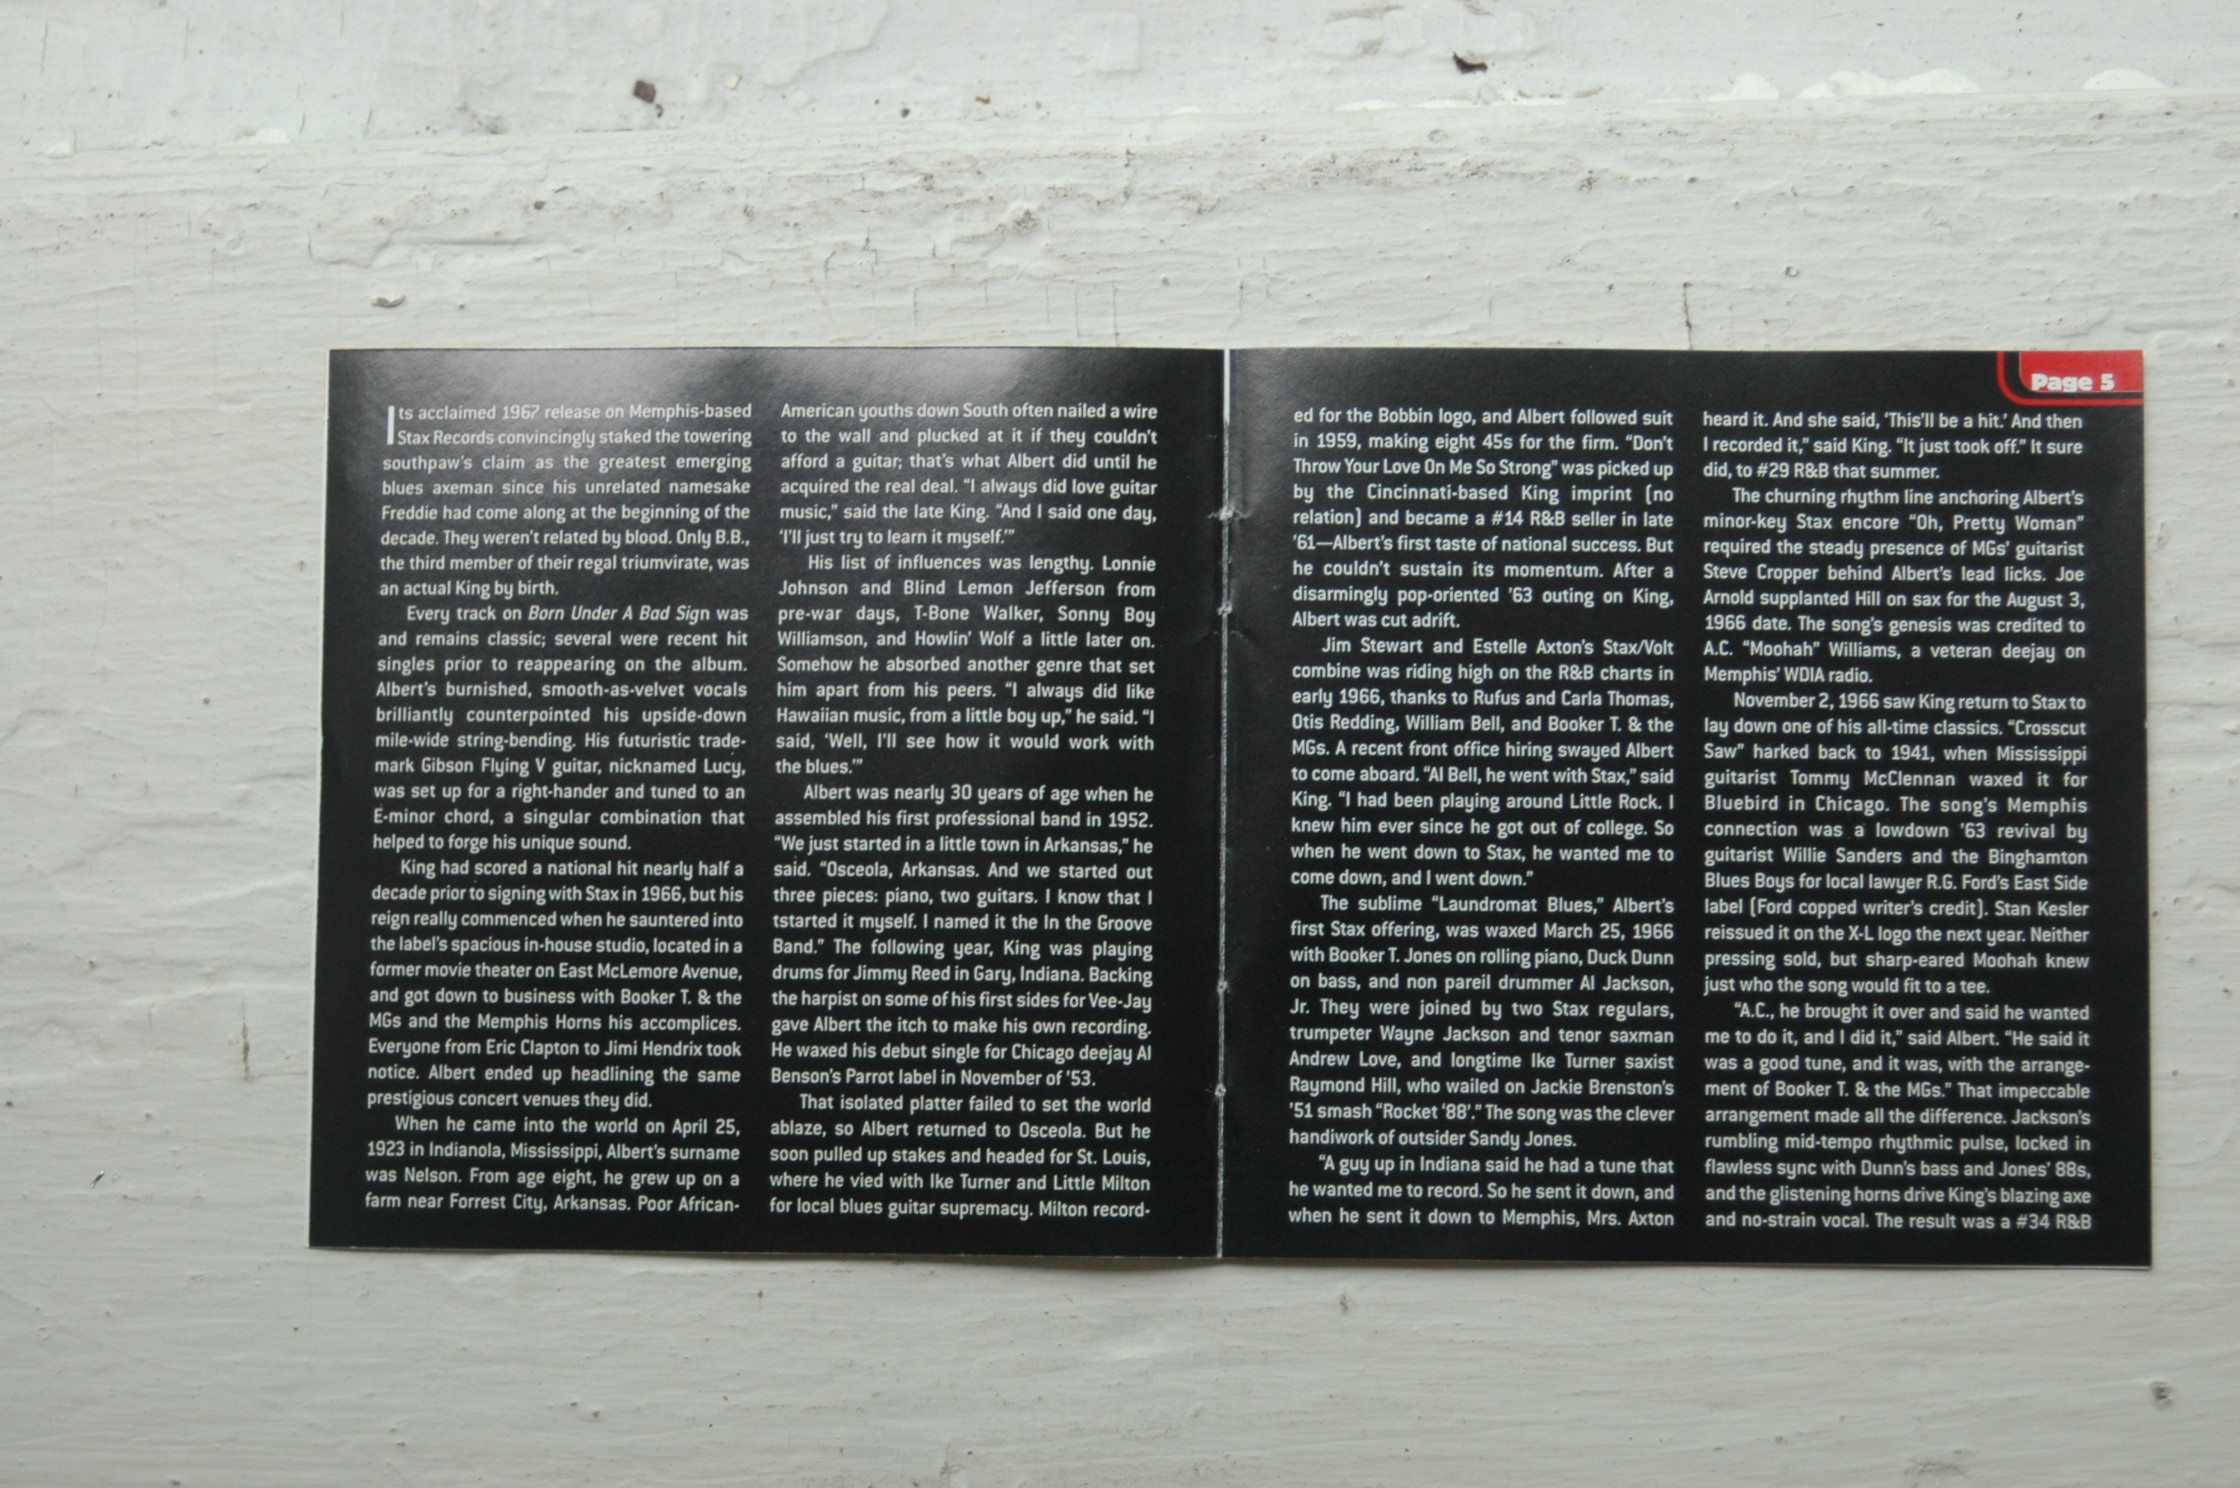 Its acclaimed 1967 release on Memphis-based
Stax Records convincingly staked the towering
southpaw's claim as the greatest emerging
blues axeman since his unrelated namesake
Freddie had come along at the beginning of the
decade. They weren't related by blood. Only B.B.,
the third member of their regal triumvirate, was
an actual King by birth.
Every track on Born Under A Bad Sign was
and remains classic; several were recent hit
singles prior to reappearing on the album.
Albert's burnished, smooth-as-velvet vocals
brilliantly counterpointed his upside-down
mile-wide string-bending. His futuristic trade-
mark Gibson Flying V guitar, nicknamed Lucy,
was set up for a right-hander and tuned to an
E-minor chord, a singular combination that
helped to forge his unique sound.
King had scored a national hit nearly half a
decade prior to signing with Stax in 1966, but his
reign really commenced when he sauntered into
the label's spacious in-house studio, located in a
former movie theater on East McLemore Avenue,
and got down to business with Booker T. & the
MGs and the Memphis Horns his accomplices.
Everyone from Eric Clapton to Jimi Hendrix took
notice. Albert ended up headlining the same
prestigious concert venues they did.
When he came into the world on April 25,
1923 in Indianola, Mississippi, Albert's surname
was Nelson. From age eight, he grew up on a
farm near Forrest City, Arkansas. Poor African-
American youths down South often nailed a wire
to the wall and plucked at it if they couldn't
afford a guitar; that's what Albert did until he
acquired the real deal. "I always did love guitar
music," said the late King. "And I said one day,
'I'll just try to learn it myself.'"
His list of influences was lengthy. Lonnie
Johnson and Blind Lemon Jefferson from
pre-war days, T-Bone Walker, Sonny Boy
Williamson, and Howlin' Wolf a little later on.
Somehow he absorbed another genre that set
him apart from his peers. "I always did like
Hawaiian music, from a little boy up," he said. "I
said, 'Well, I'll see how it would work with
the blues.'"
Albert was nearly 30 years of age when he
assembled his first professional band in 1952.
"We just started in a little town in Arkansas," he
said. "Osceola, Arkansas. And we started out
three pieces: piano, two guitars. I know that I
tstarted it myself. I named it the In the Groove
Band." The following year, King was playing
drums for Jimmy Reed in Gary, Indiana. Backing
the harpist on some of his first sides for Vee-Jay
gave Albert the itch to make his own recording.
He waxed his debut single for Chicago deejay Al
Benson's Parrot label in November of '53.
That isolated platter failed to set the world
ablaze, so Albert returned to Osceola. But he
soon pulled up stakes and headed for St. Louis,
where he vied with Ike Turner and Little Milton
for local blues guitar supremacy. Milton record-
Page 5
ed for the Bobbin logo, and Albert followed suit
in 1959, making eight 45s for the firm. "Don't
Throw Your Love On Me So Strong" was picked up
by the Cincinnati-based King imprint (no
relation) and became a #14 R&B seller in late
'61—Albert's first taste of national success. But
he couldn't sustain its momentum. After a
disarmingly pop-oriented '63 outing on King,
Albert was cut adrift.
Jim Stewart and Estelle Axton's Stax/Volt
combine was riding high on the R&B charts in
early 1966, thanks to Rufus and Carla Thomas,
Otis Redding, William Bell, and Booker T. & the
MGs. A recent front office hiring swayed Albert
to come aboard. "Al Bell, he went with Stax," said
King. "I had been playing around Little Rock. I
knew him ever since he got out of college. So
when he went down to Stax, he wanted me to
come down, and I went down."
The sublime "Laundromat Blues," Albert's
first Stax offering, was waxed March 25, 1966
with Booker T. Jones on rolling piano, Duck Dunn
on bass, and non pareil drummer Al Jackson,
Jr. They were joined by two Stax regulars,
trumpeter Wayne Jackson and tenor saxman
Andrew Love, and longtime Ike Turner saxist
Raymond Hill, who wailed on Jackie Brenston's
'51 smash "Rocket '88'." The song was the clever
handiwork of outsider Sandy Jones.
"A guy up in Indiana said he had a tune that
he wanted me to record. So he sent it down, and
when he sent it down to Memphis, Mrs. Axton
heard it. And she said, 'This'll be a hit.' And then
I recorded it," said King. "It just took off." It sure
did, to #29 R&B that summer.
The churning rhythm line anchoring Albert's
minor-key Stax encore "Oh, Pretty Woman"
required the steady presence of MGs' guitarist
Steve Cropper behind Albert's lead licks. Joe
Arnold supplanted Hill on sax for the August 3,
1966 date. The song's genesis was credited to
A.C. "Moohah" Williams, a veteran deejay on
Memphis' WDIA radio.
November 2, 1966 saw King return to Stax to
lay down one of his all-time classics. "Crosscut
Saw" harked back to 1941, when Mississippi
guitarist Tommy McClennan waxed it for
Bluebird in Chicago. The song's Memphis
connection was a lowdown '63 revival by
guitarist Willie Sanders and the Binghamton
Blues Boys for local lawyer R.G. Ford's East Side
label (Ford copped writer's credit). Stan Kesler
reissued it on the X-L logo the next year. Neither
pressing sold, but sharp-eared Moohah knew
just who the song would fit to a tee.
"A.C., he brought it over and said he wanted
me to do it, and I did it," said Albert. "He said it
was a good tune, and it was, with the arrange-
ment of Booker T. & the MGs." That impeccable
arrangement made all the difference. Jackson's
rumbling mid-tempo rhythmic pulse, locked in
flawless sync with Dunn's bass and Jones' 88s,
and the glistening horns drive King's blazing axe
and no-strain vocal. The result was a #34 R&B